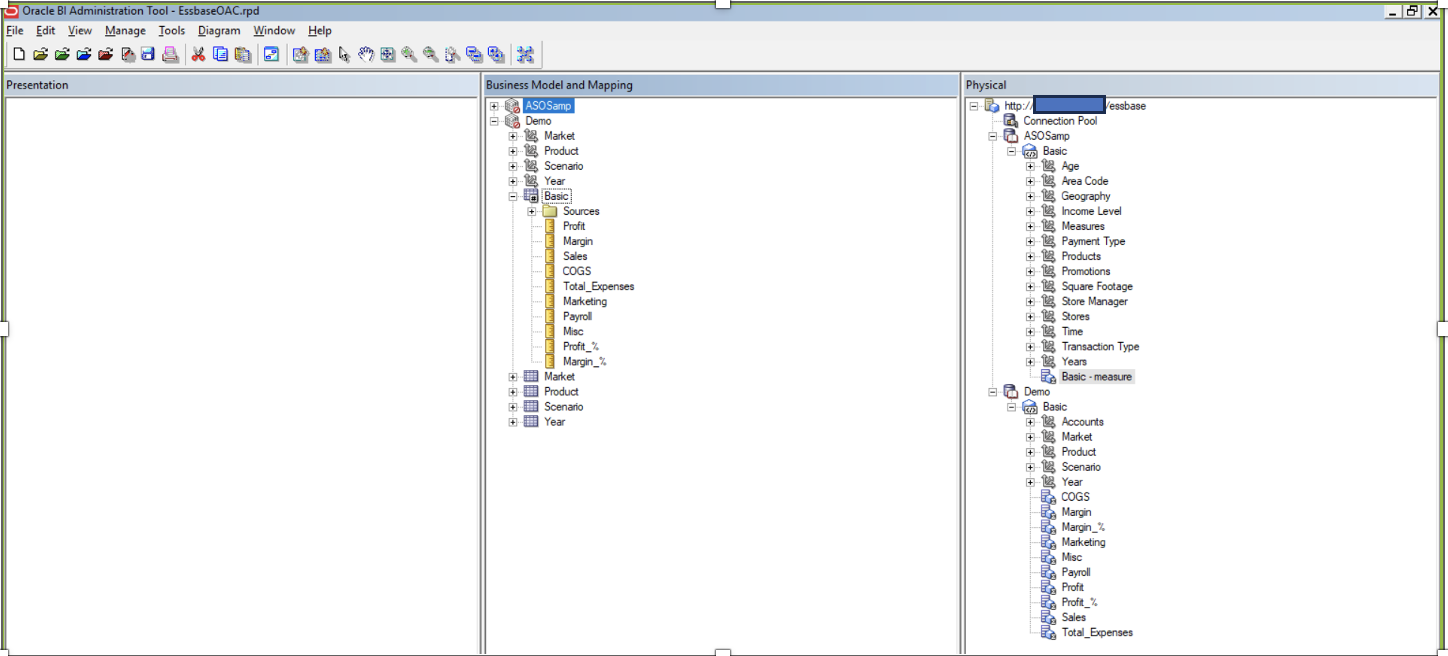 Oracle BI Administration Tool - EssbaseOAC.rpd
File Edit View Manage Tools Diagram Window Help
Presentation
Business Model and Mapping
ASOSamp
Demo
Market
Product
Scenario
Year
Basic
Sources
Profit
Margin
Sales
COGS
Total_Expenses
Marketing
Payroll
Misc
Profit_%
Margin_%
Market
Product
Scenario
Year
Physical
http:// /essbase
Connection Pool
ASOSamp
Basic
Age
Area Code
Geography
Income Level
Measures
Payment Type
Products
Promotions
Square Footage
Store Manager
Stores
Time
Transaction Type
Years
Basic - measure
Demo
Basic
Accounts
Market
Product
Scenario
Year
COGS
Margin
Margin_%
Marketing
Misc
Payroll
Profit
Profit_%
Sales
Total_Expenses